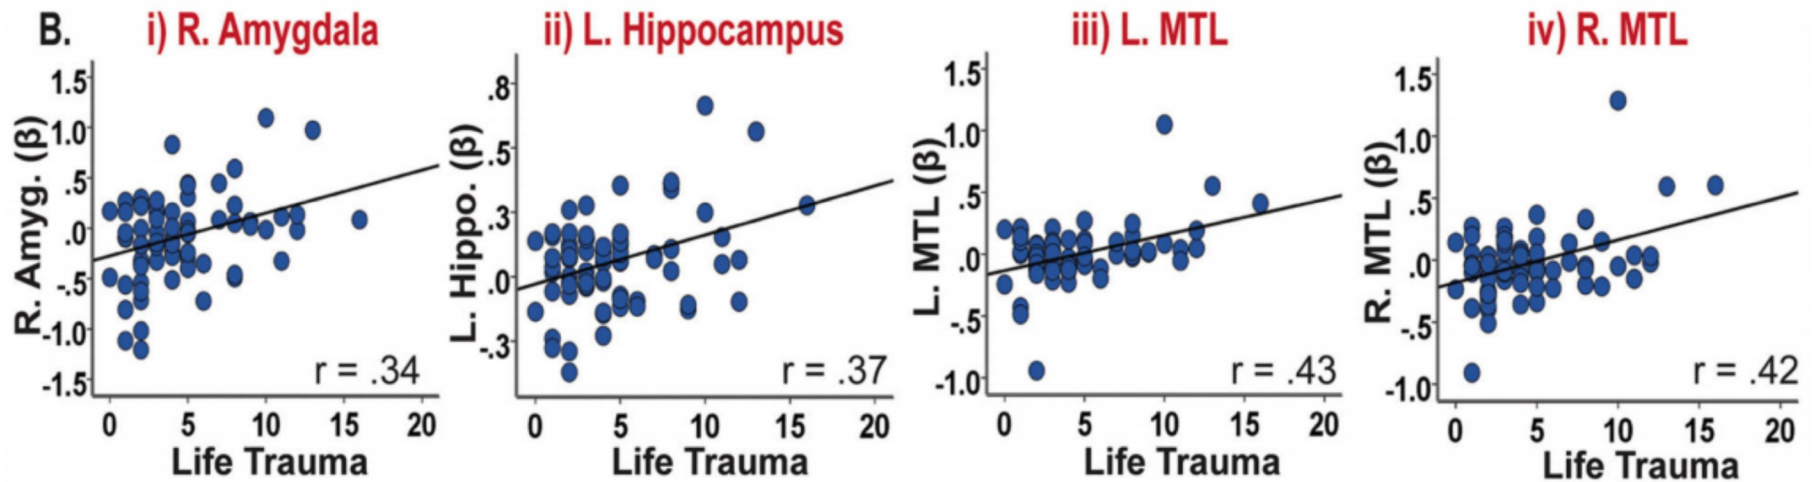 B.
i) R. Amygdala
R. Amyg. (β)
1.5
1.0
.5
.0
-.5
-1.0
-1.5
r = .34
0 5 10 15 20
Life Trauma
ii) L. Hippocampus
L. Hippo. (β)
.8
.5
.3
.0
-.3
r = .37
0 5 10 15 20
Life Trauma
iii) L. MTL
L. MTL (β)
1.5
1.0
.5
.0
-.5
-1.0
r = .43
0 5 10 15 20
Life Trauma
iv) R. MTL
R. MTL (β)
1.5
1.0
.5
.0
-.5
-1.0
r = .42
0 5 10 15 20
Life Trauma